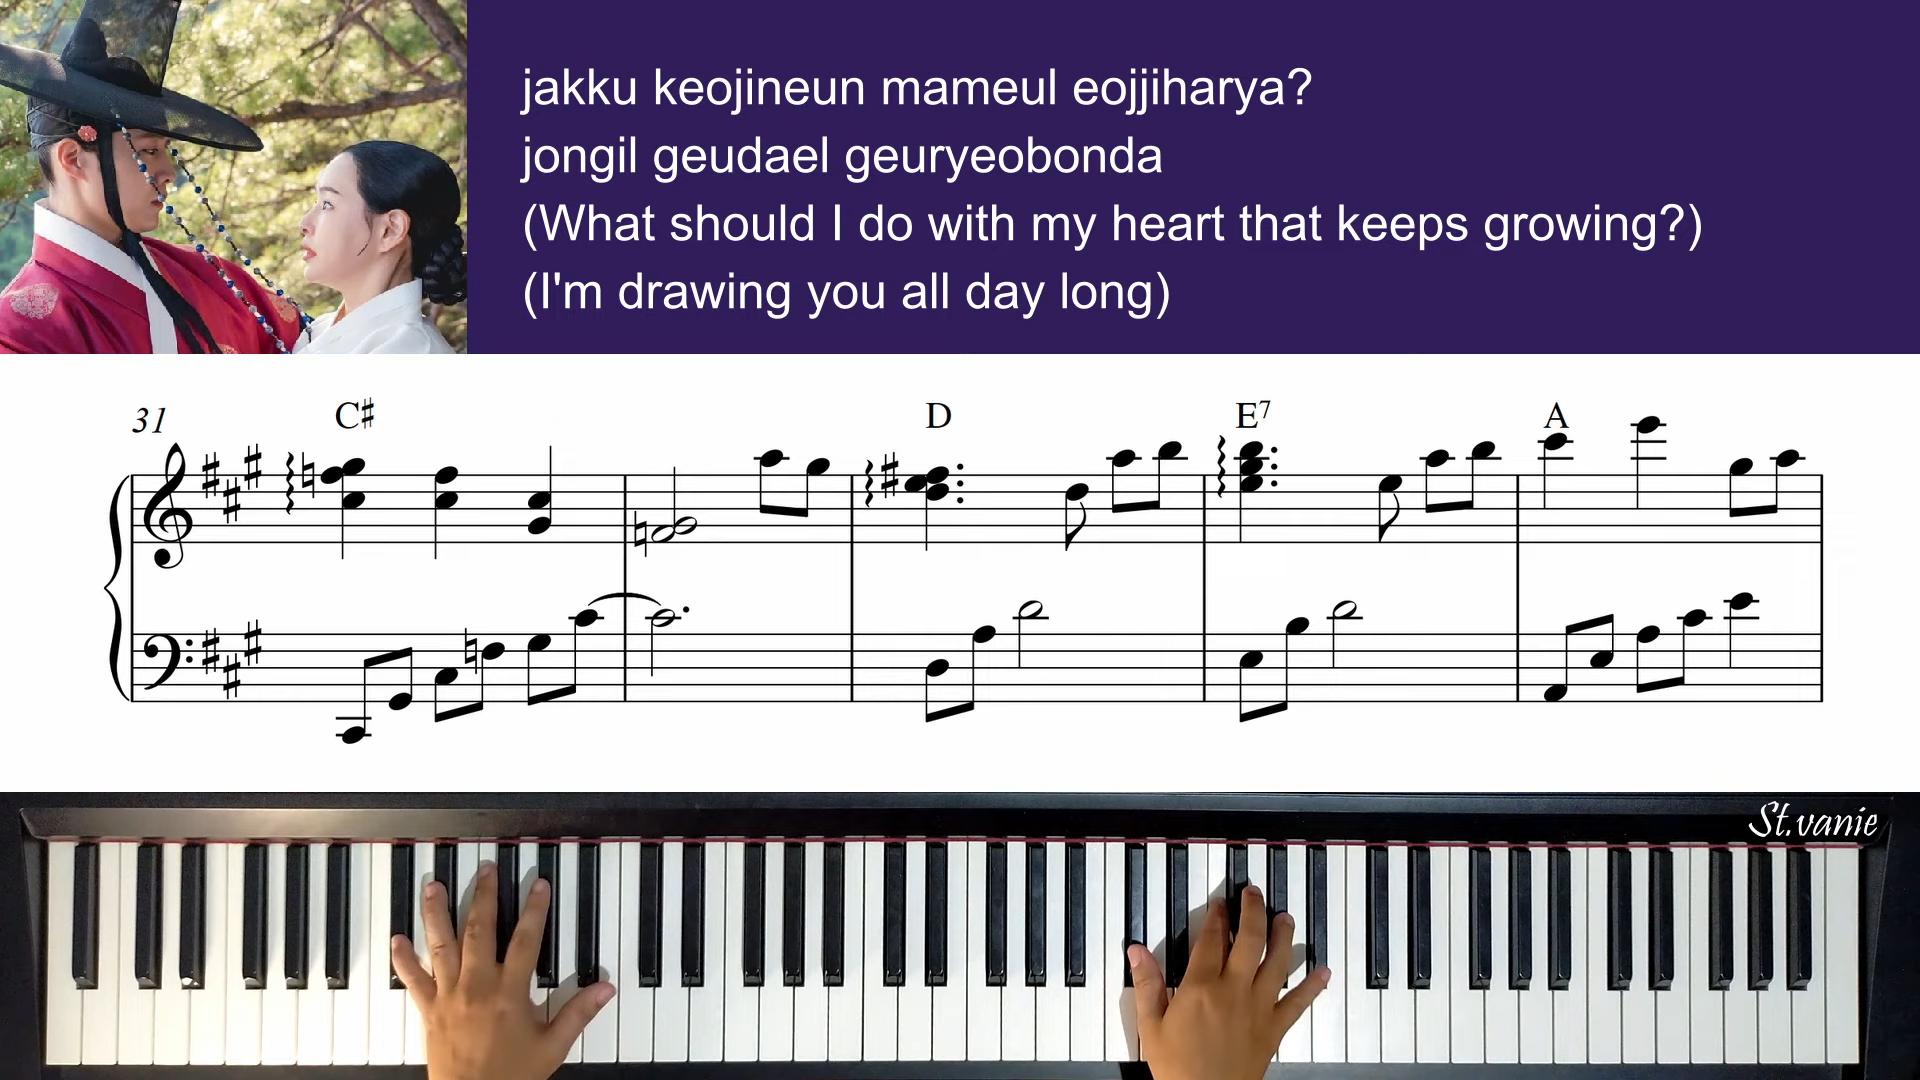 jakku keojineun mameul eojjiharya?
jongil geudael geuryeobonda
(What should I do with my heart that keeps growing?)
(I'm drawing you all day long)
31 C♯ D E7 A
St.vanie